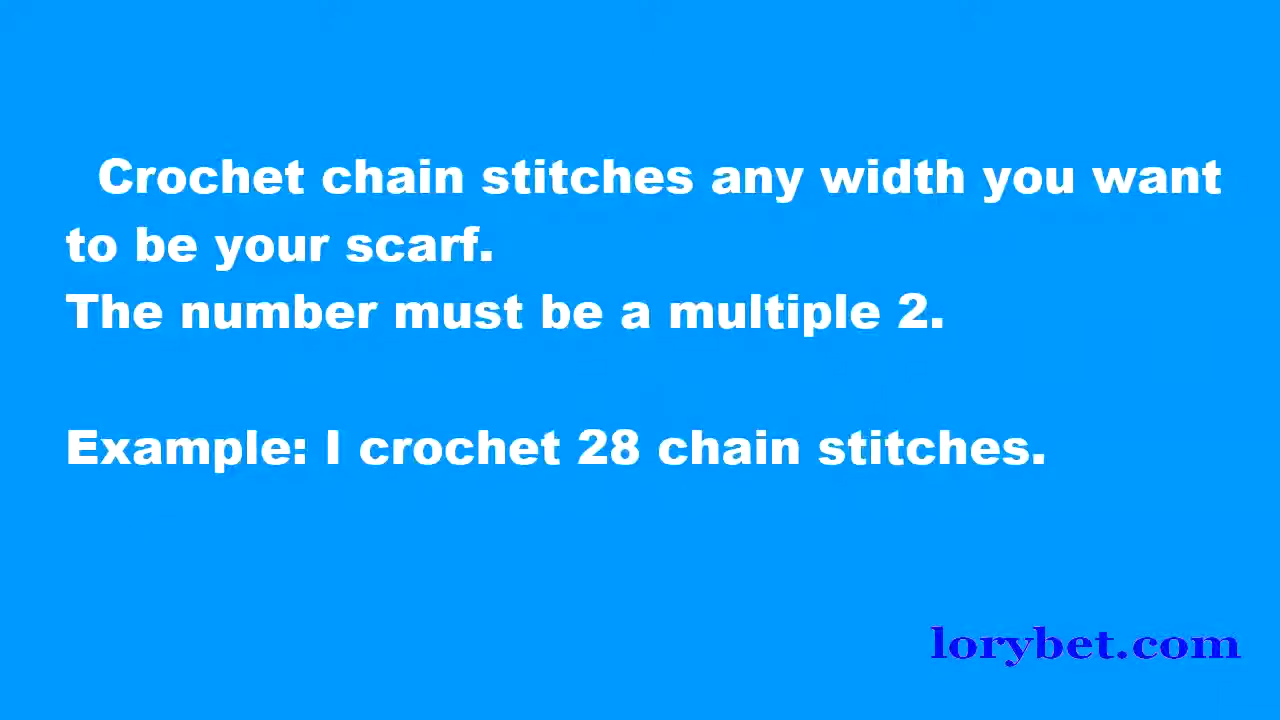 Crochet chain stitches any width you want
to be your scarf.
The number must be a multiple 2.
Example: I crochet 28 chain stitches.
lorybet.com